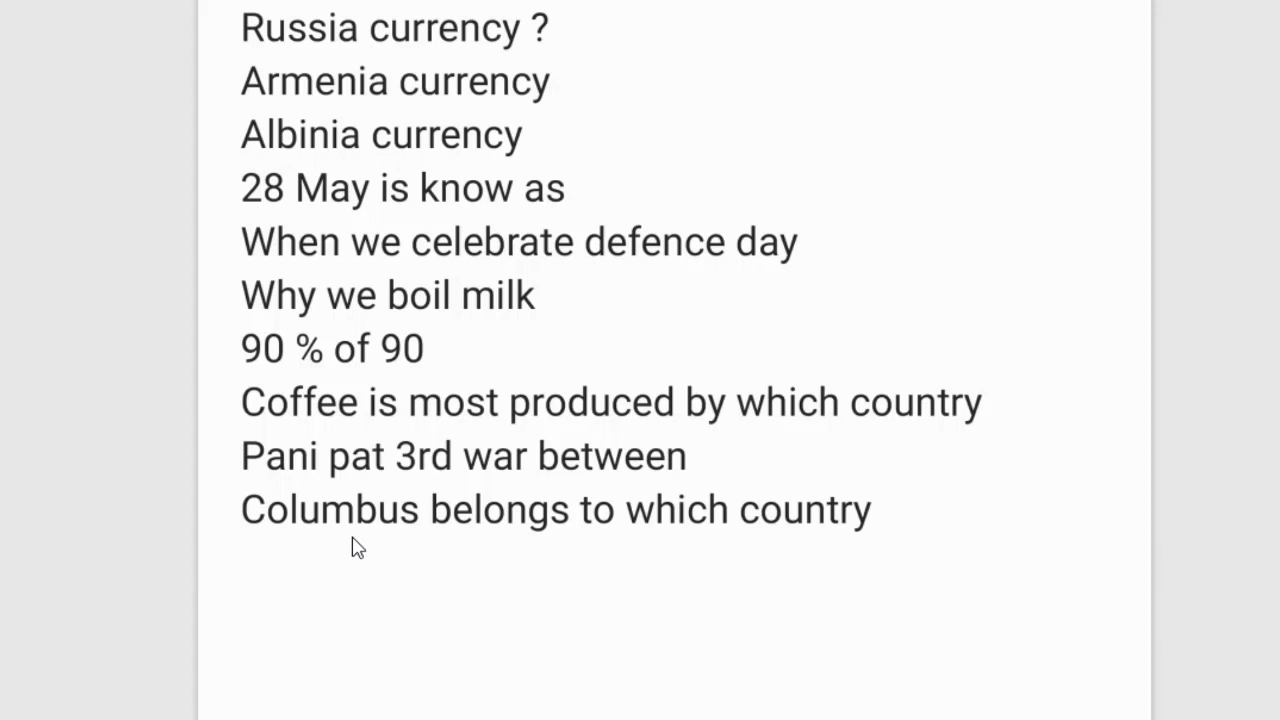 Russia currency ?
Armenia currency
Albinia currency
28 May is know as
When we celebrate defence day
Why we boil milk
90 % of 90
Coffee is most produced by which country
Pani pat 3rd war between
Columbus belongs to which country